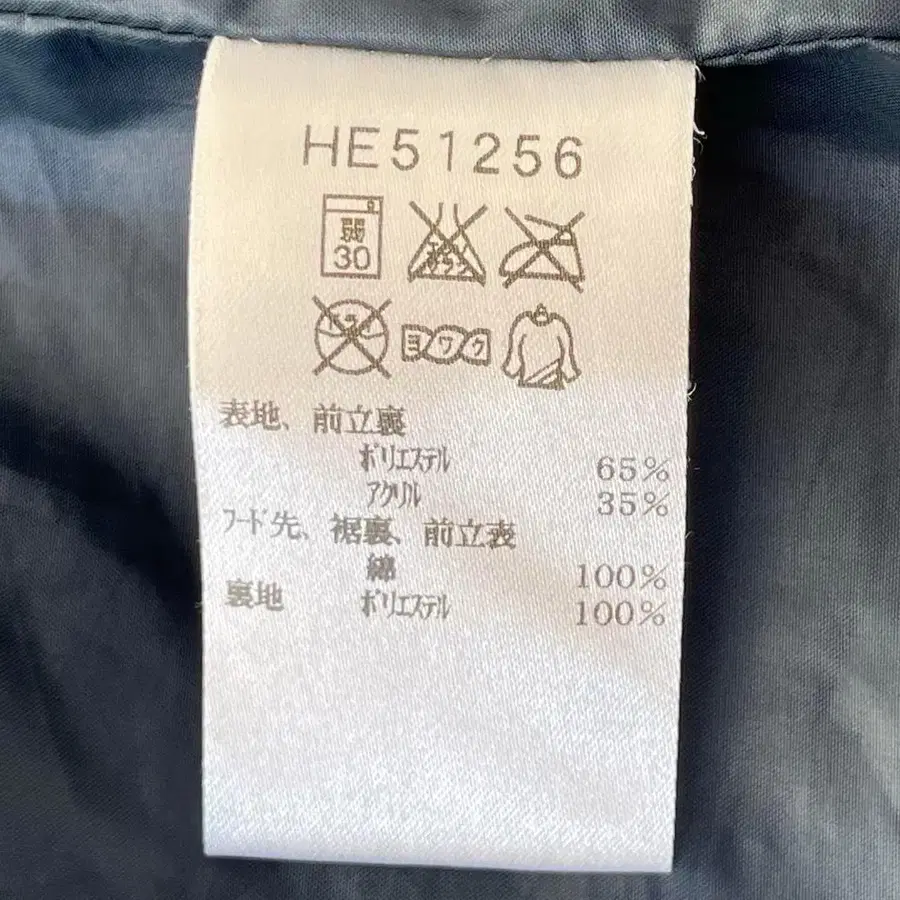 HE51256
弱
30
ヨワク
表地、前立裏
ポリエステル 65%
アクリル 35%
フード先、裾裏、前立表
綿 100%
裏地 ポリエステル 100%